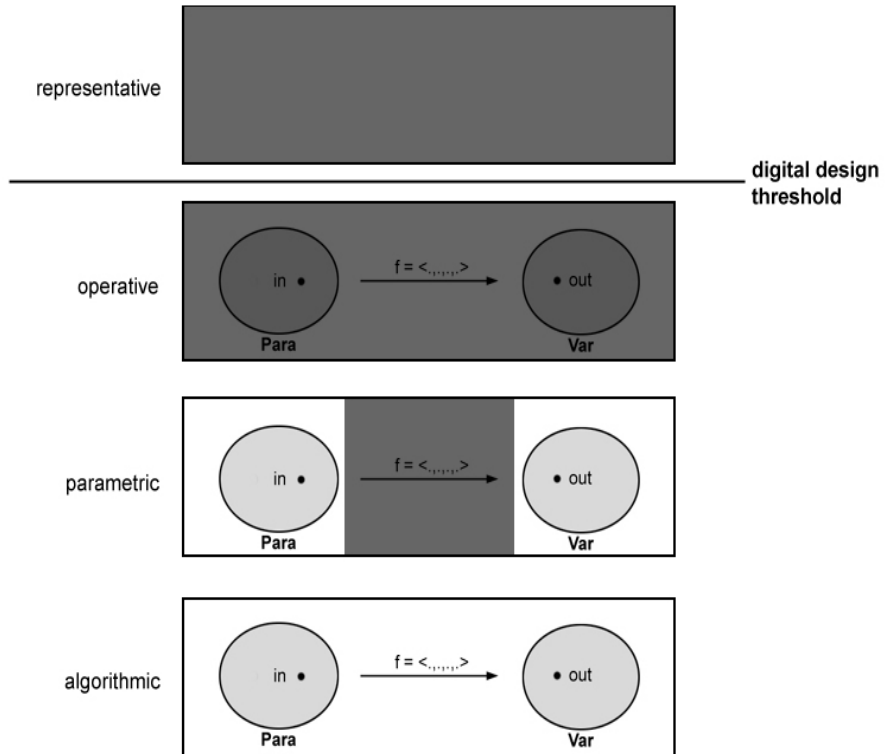 representative
digital design
threshold
operative
in
f = <.,.,.,.>
out
Para
Var
parametric
in
f = <.,.,.,.>
out
Para
Var
algorithmic
in
f = <.,.,.,.>
out
Para
Var